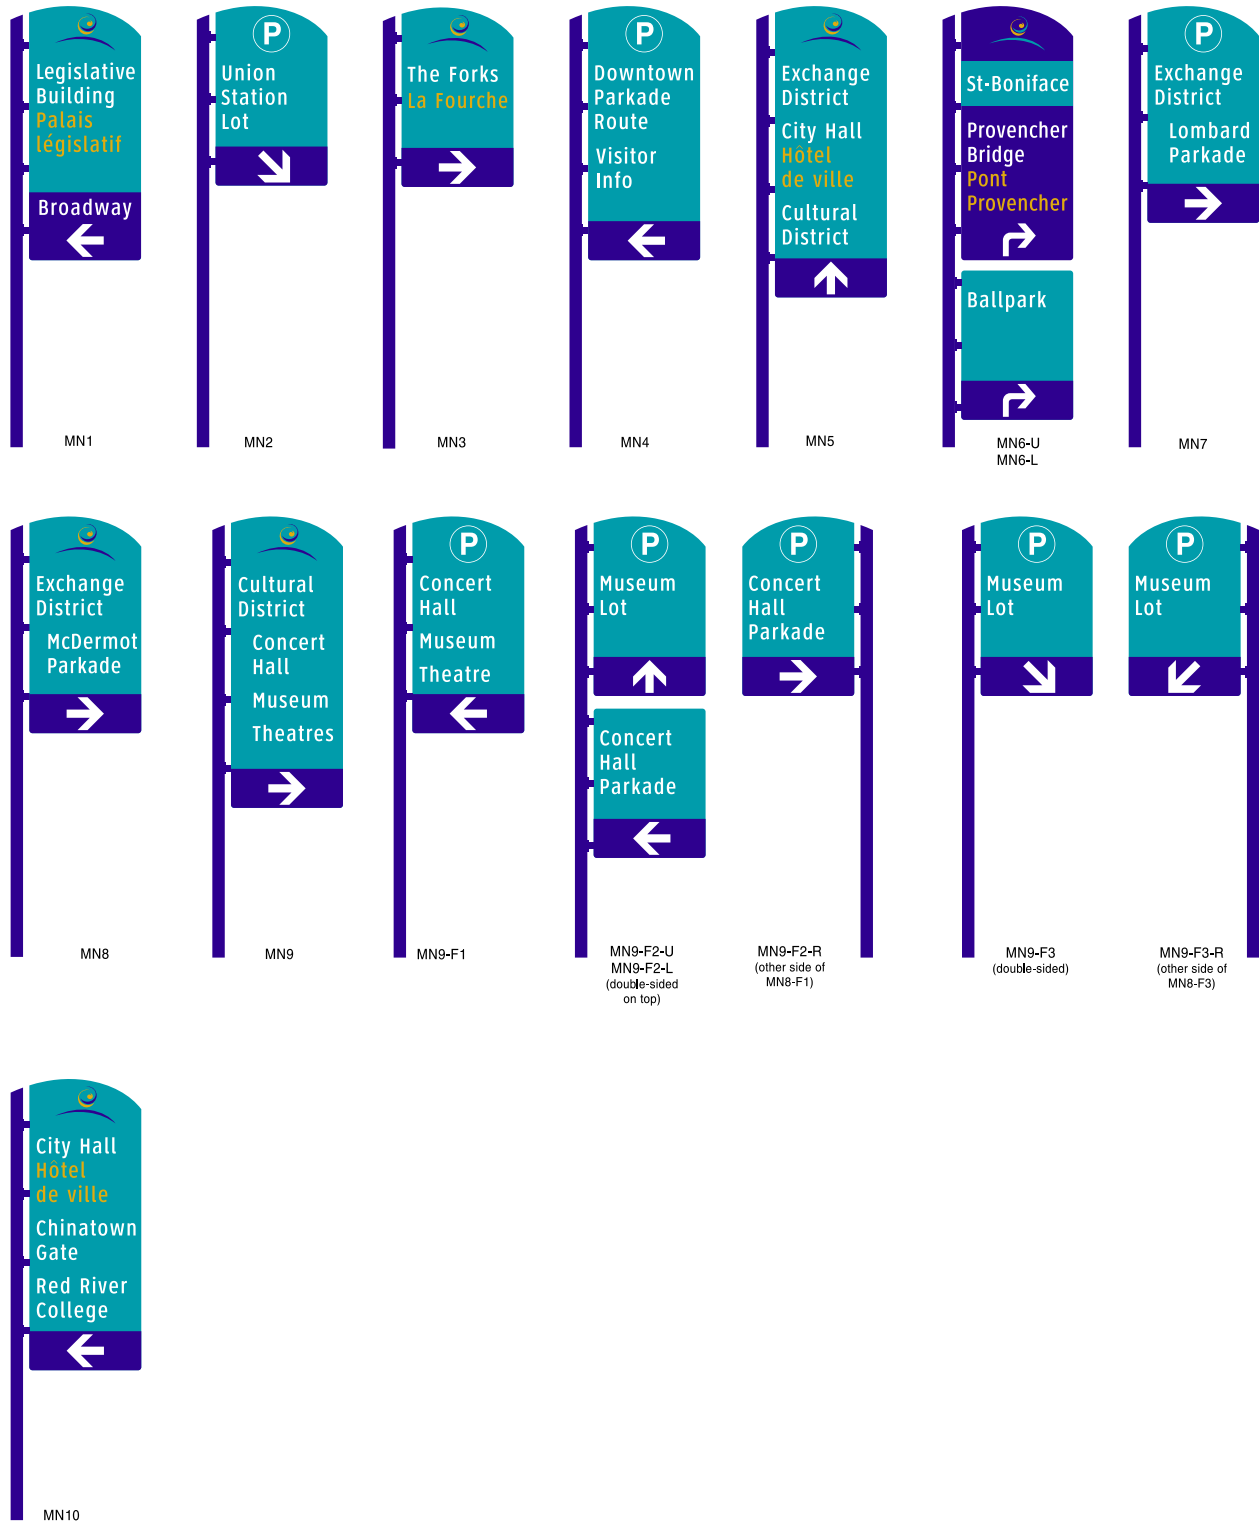 Legislative
Building
Palais
législatif
Broadway
MN1
P
Union
Station
Lot
MN2
The Forks
La Fourche
MN3
P
Downtown
Parkade
Route
Visitor
Info
MN4
Exchange
District
City Hall
Hôtel
de ville
Cultural
District
MN5
St-Boniface
Provencher
Bridge
Pont
Provencher
Ballpark
MN6-U
MN6-L
P
Exchange
District
Lombard
Parkade
MN7
Exchange
District
McDermot
Parkade
MN8
Cultural
District
Concert
Hall
Museum
Theatres
MN9
P
Concert
Hall
Museum
Theatre
MN9-F1
P
Museum
Lot
Concert
Hall
Parkade
MN9-F2-U
MN9-F2-L
(double-sided
on top)
P
Concert
Hall
Parkade
MN9-F2-R
(other side of
MN8-F1)
P
Museum
Lot
MN9-F3
(double-sided)
P
Museum
Lot
MN9-F3-R
(other side of
MN8-F3)
City Hall
Hôtel
de ville
Chinatown
Gate
Red River
College
MN10